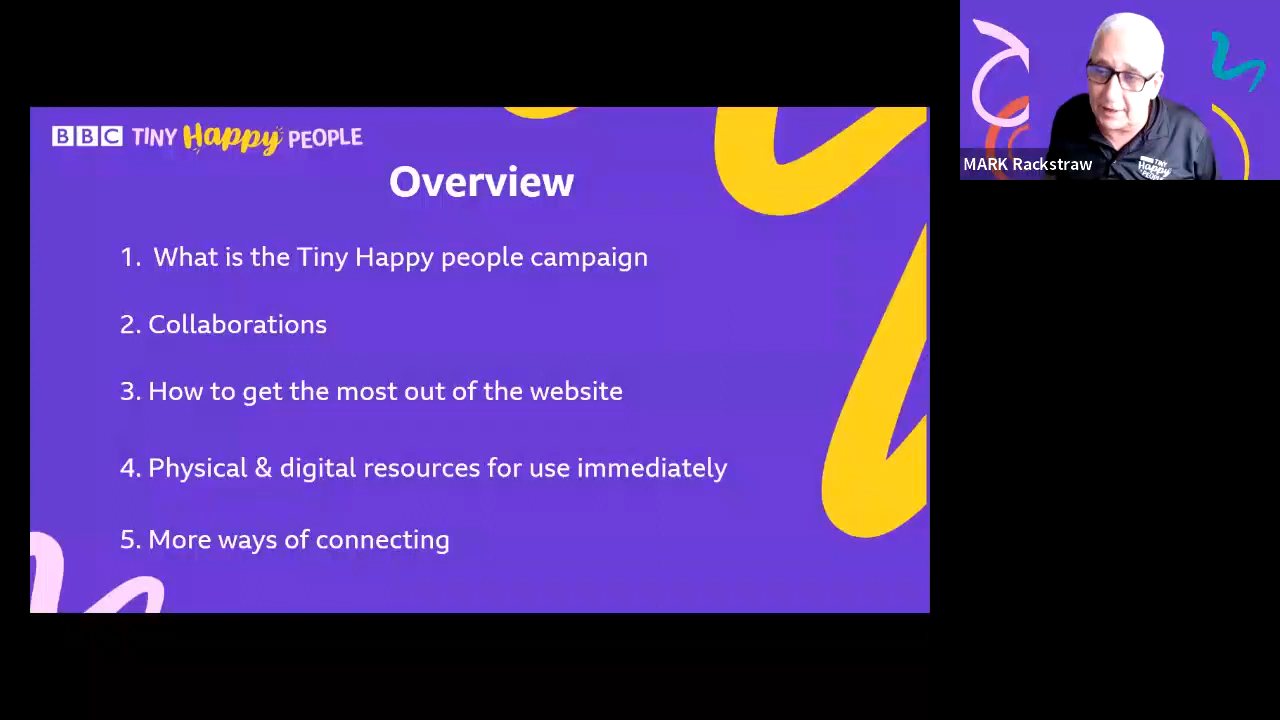 BBC TINY Happy PEOPLE
Overview
1. What is the Tiny Happy people campaign
2. Collaborations
3. How to get the most out of the website
4. Physical & digital resources for use immediately
5. More ways of connecting
MARK Rackstraw
TINY
Happy